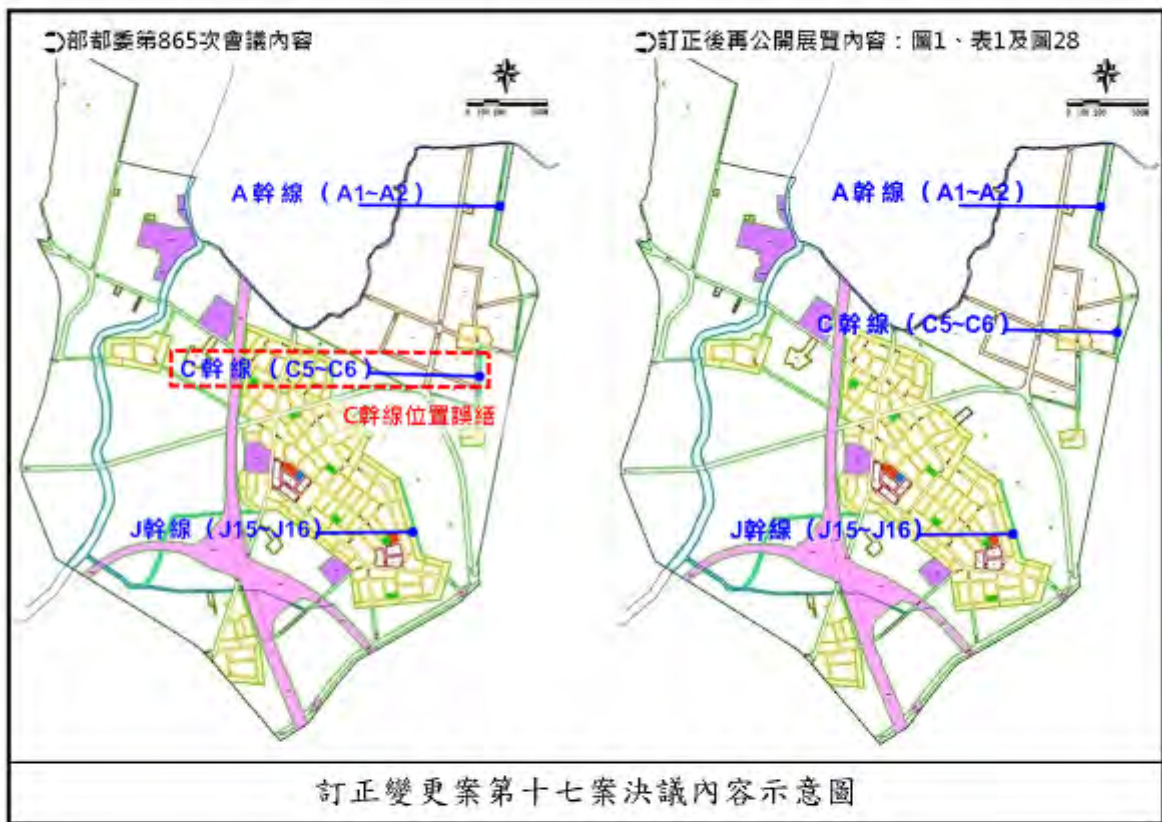 ➲部都委第865次會議內容
A幹線（A1~A2）
C幹線（C5~C6）
C幹線位置誤繕
J幹線（J15~J16）
➲訂正後再公開展覽內容：圖1、表1及圖28
A幹線（A1~A2）
C幹線（C5~C6）
J幹線（J15~J16）
訂正變更案第十七案決議內容示意圖